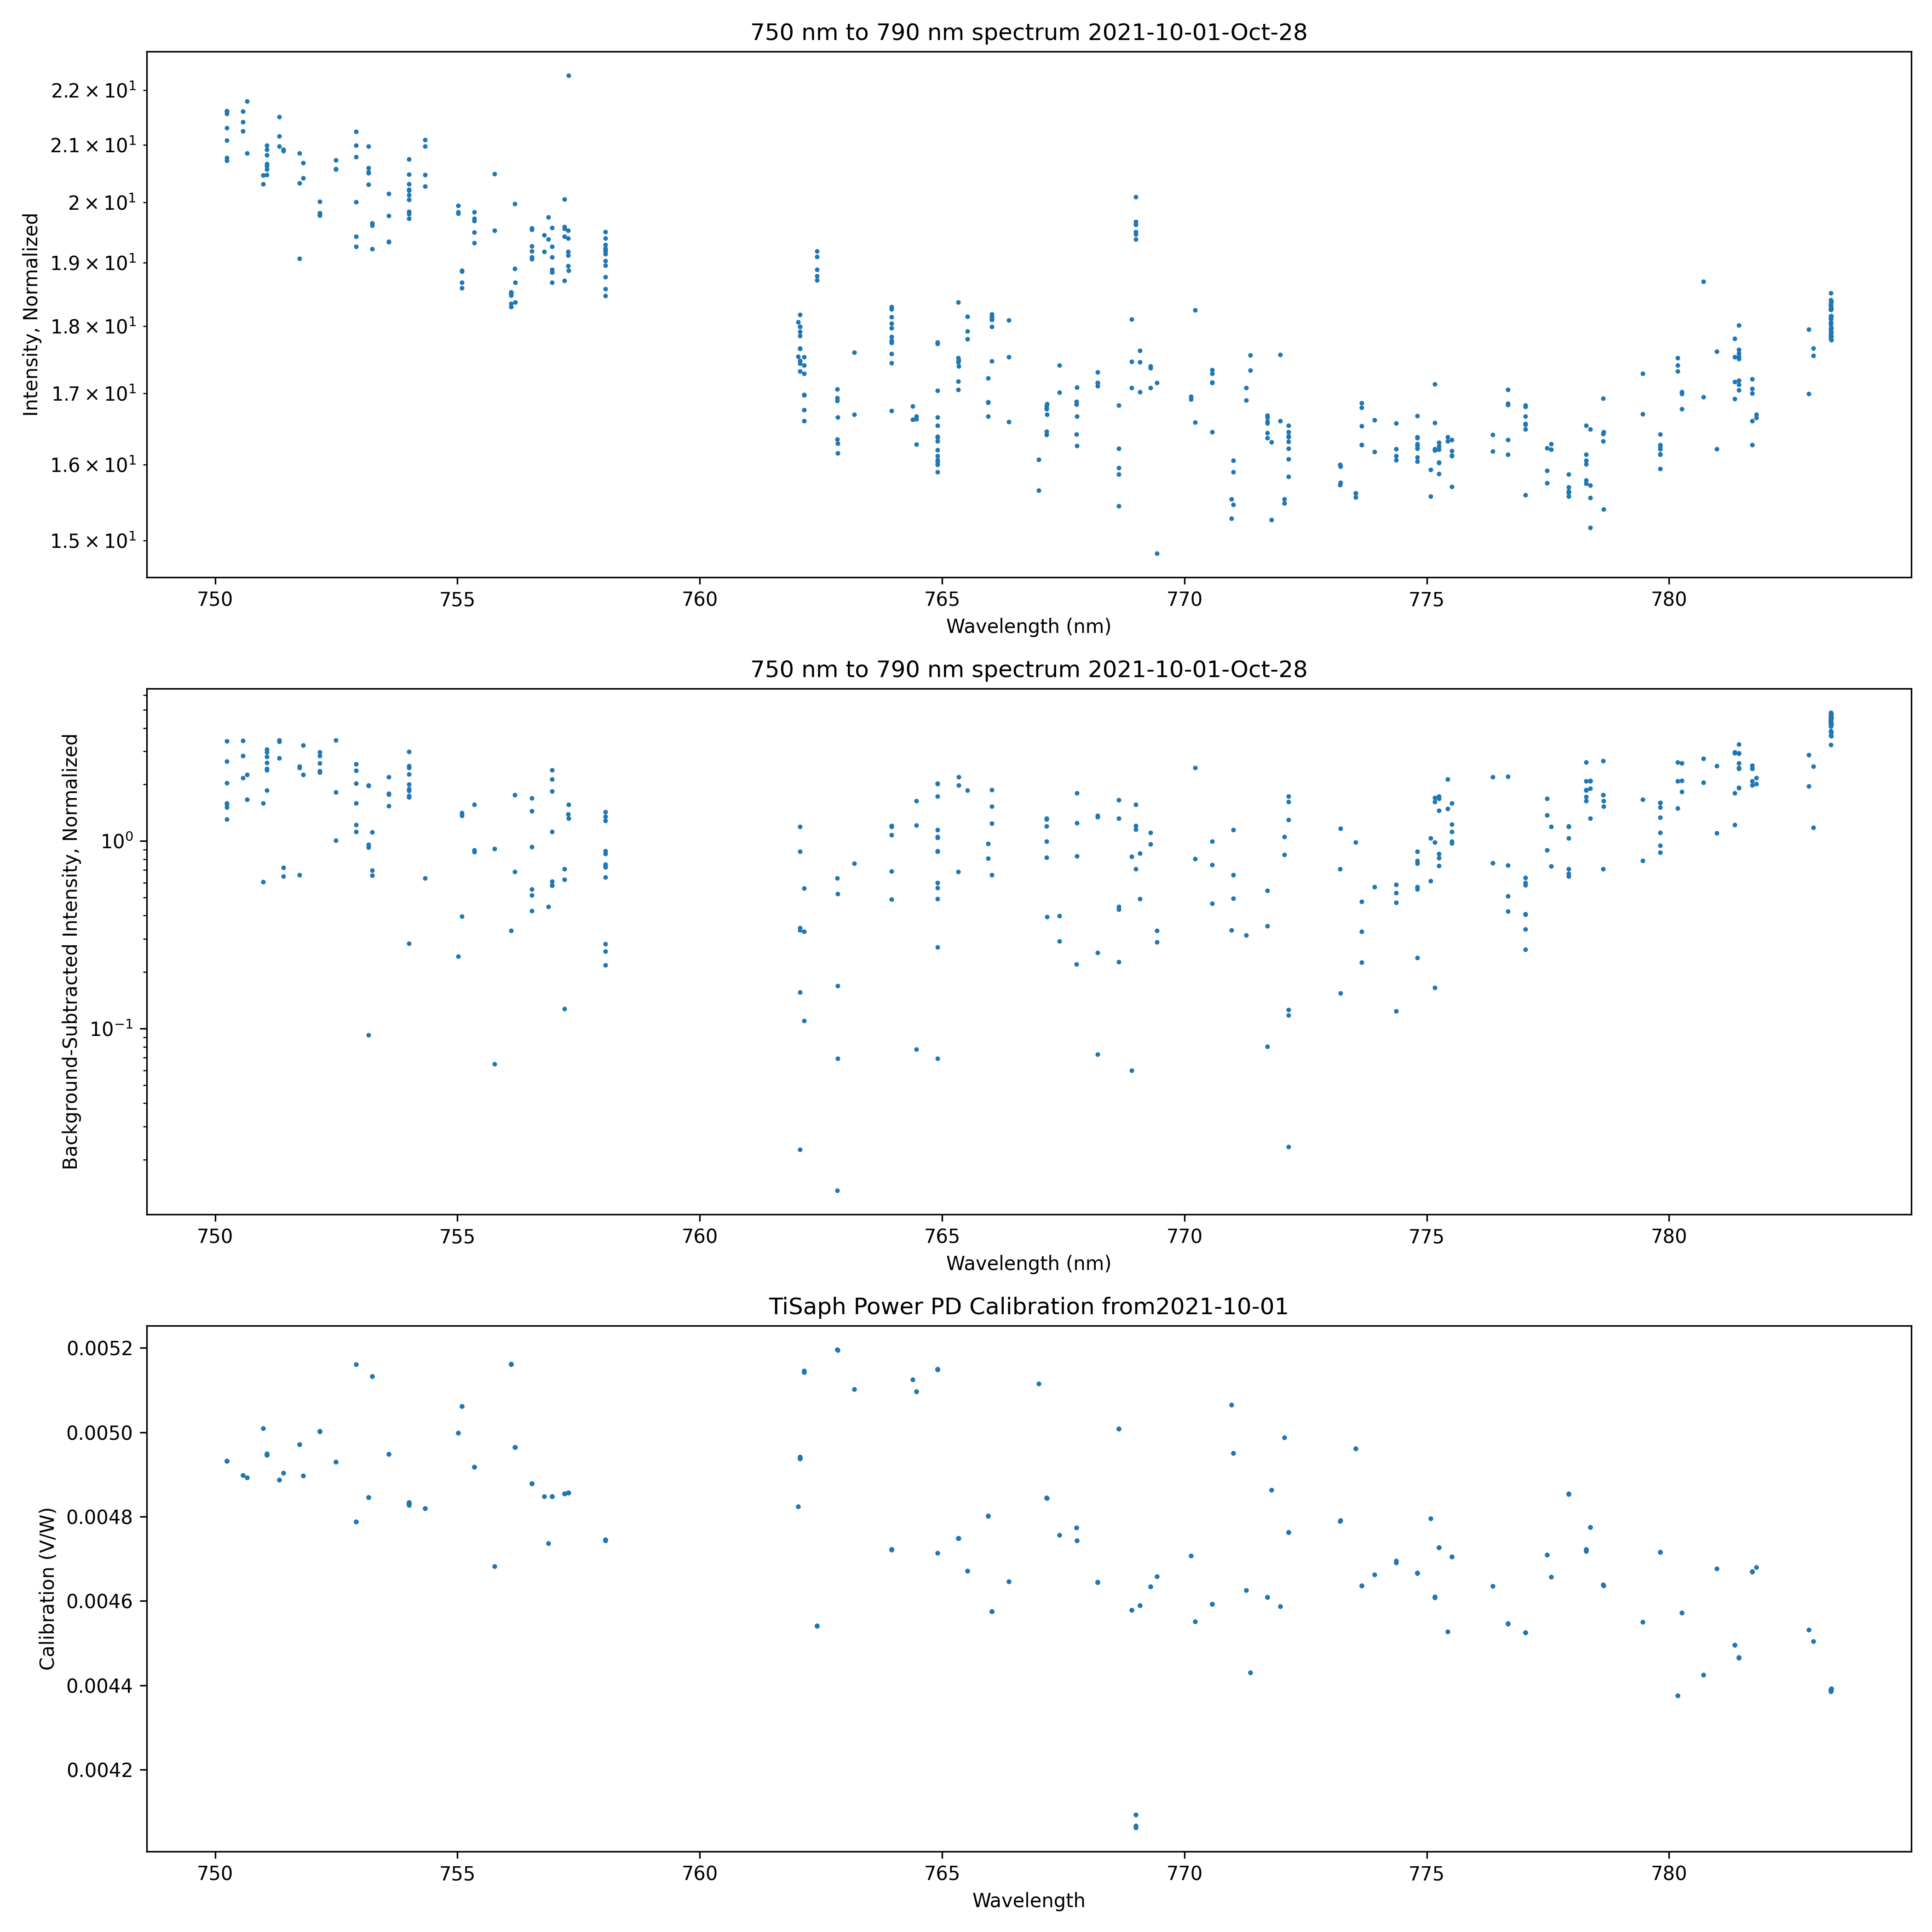 750 nm to 790 nm spectrum 2021-10-01-Oct-28
Intensity, Normalized
2.2 × 10¹
2.1 × 10¹
2 × 10¹
1.9 × 10¹
1.8 × 10¹
1.7 × 10¹
1.6 × 10¹
1.5 × 10¹
750 755 760 765 770 775 780
Wavelength (nm)
750 nm to 790 nm spectrum 2021-10-01-Oct-28
Background-Subtracted Intensity, Normalized
10⁰
10⁻¹
750 755 760 765 770 775 780
Wavelength (nm)
TiSaph Power PD Calibration from2021-10-01
Calibration (V/W)
0.0052
0.0050
0.0048
0.0046
0.0044
0.0042
750 755 760 765 770 775 780
Wavelength